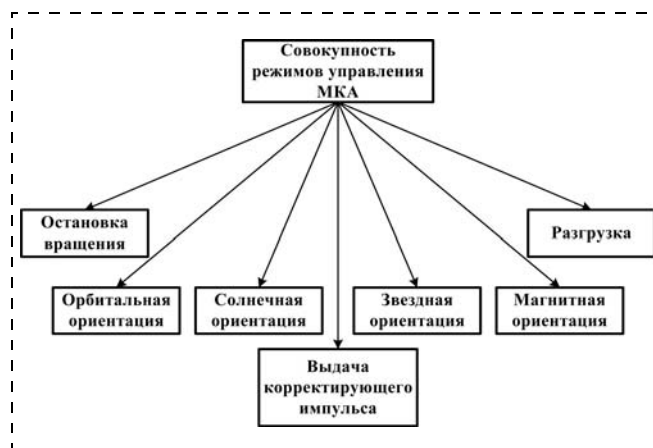 Совокупность
режимов управления
МКА
Остановка
вращения
Разгрузка
Орбитальная
ориентация
Солнечная
ориентация
Звездная
ориентация
Магнитная
ориентация
Выдача
корректирующего
импульса